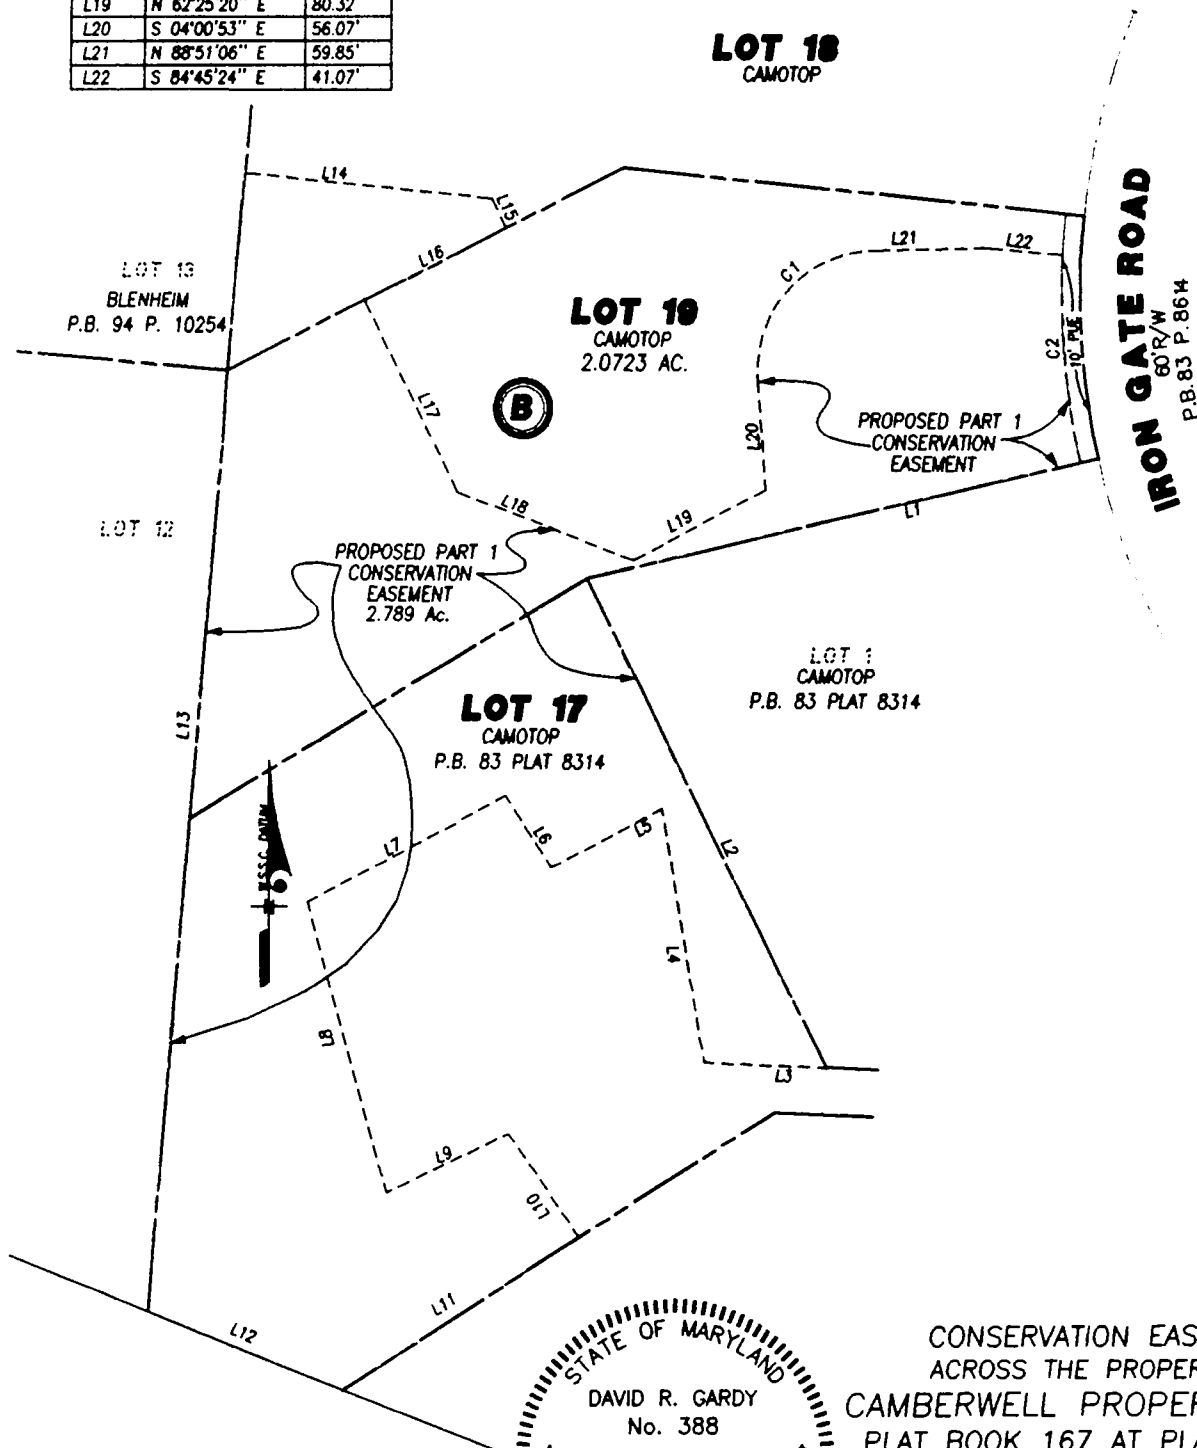 L19 N 62°25'20" E 80.32'
L20 S 04°00'53" E 56.07'
L21 N 88°51'06" E 59.85'
L22 S 84°45'24" E 41.07'
LOT 18
CAMOTOP
L14
L15
L16
L21
L22
C1
LOT 13
BLENHEIM
P.B. 94 P. 10254
LOT 19
CAMOTOP
2.0723 AC.
B
C2
10' PUE
IRON GATE ROAD
60'R/W
P.B. 83 P. 8614
L17
L20
PROPOSED PART 1
CONSERVATION
EASEMENT
L18
L19
L1
LOT 12
PROPOSED PART 1
CONSERVATION
EASEMENT
2.789 Ac.
LOT 1
CAMOTOP
P.B. 83 PLAT 8314
LOT 17
CAMOTOP
P.B. 83 PLAT 8314
L13
W.S.S.C. DATUM
L7
L6
L5
L2
L4
L8
L3
L9
L10
L11
L12
STATE OF MARYLAND
DAVID R. GARDY
No. 388
CONSERVATION EAS
ACROSS THE PROPER
CAMBERWELL PROPER
PLAT BOOK 167 AT PLA